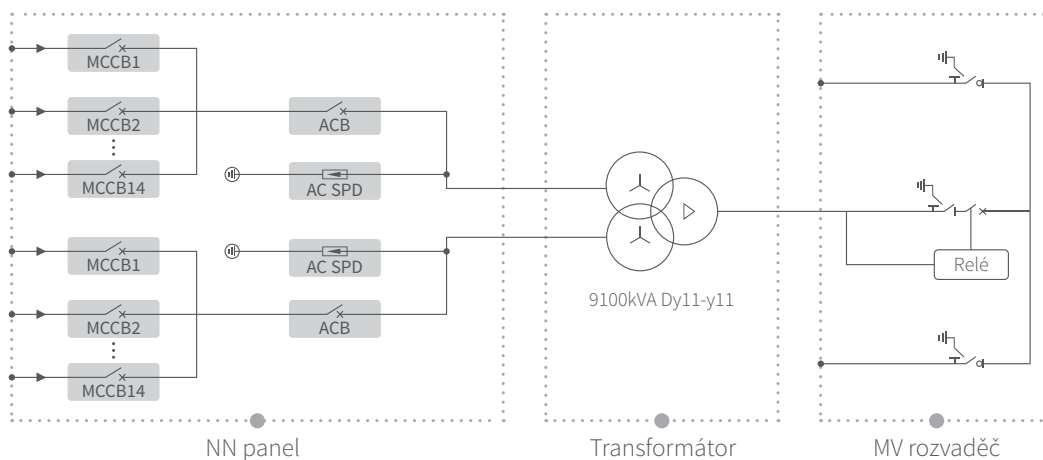 MCCB1
MCCB2
ACB
MCCB14
AC SPD
MCCB1
AC SPD
MCCB2
ACB
MCCB14
9100kVA Dy11-y11
Relé
NN panel
Transformátor
MV rozvaděč